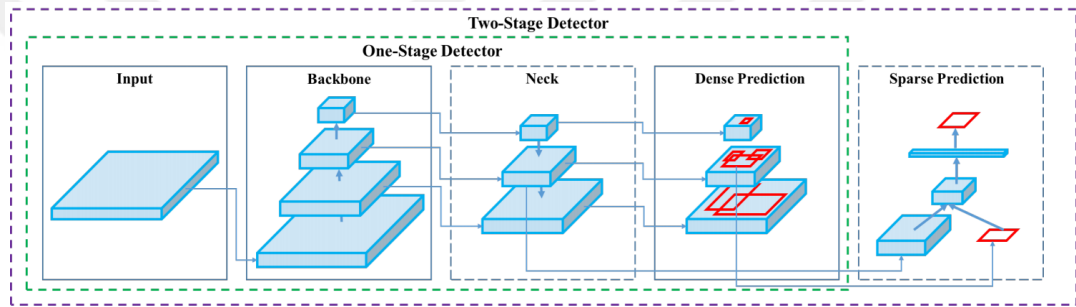 Two-Stage Detector
One-Stage Detector
Input
Backbone
Neck
Dense Prediction
Sparse Prediction